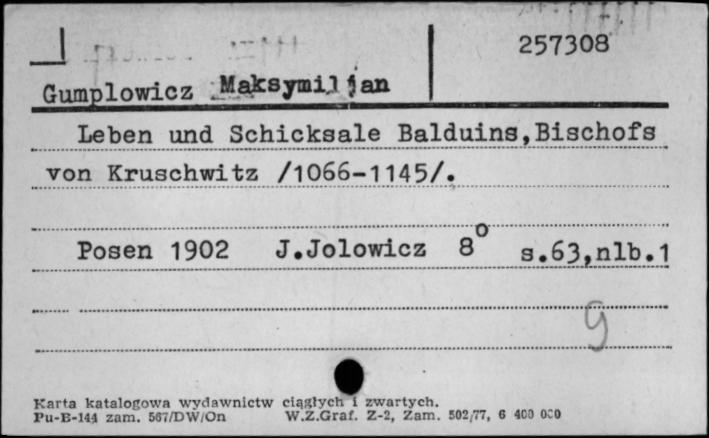 257308
Gumplowicz Maksymiljan
Leben und Schicksale Balduins,Bischofs
von Kruschwitz /1066-1145/.
Posen 1902 J.Jolowicz 8º s.63,nlb.1
g
Karta katalogowa wydawnictw ciągłych i zwartych.
Pu-B-144 zam. 567/DW/On W.Z.Graf. Z-2, Zam. 502/77, 6 400 000